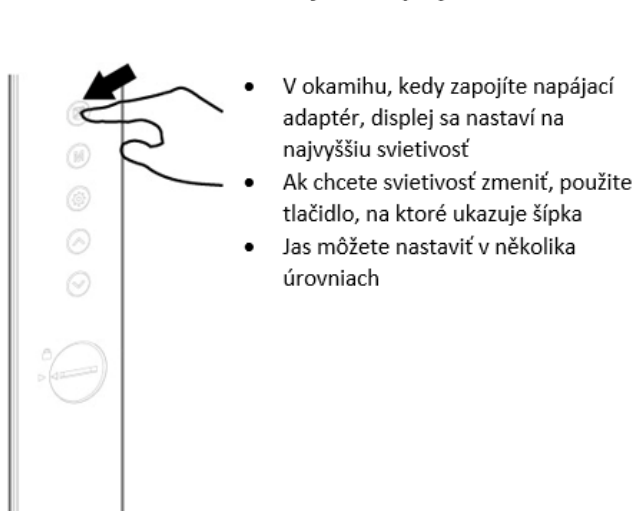 V okamihu, kedy zapojíte napájací
adaptér, displej sa nastaví na
najvyššiu svietivosť
Ak chcete svietivosť zmeniť, použite
tlačidlo, na ktoré ukazuje šípka
Jas môžete nastaviť v několika
úrovniach